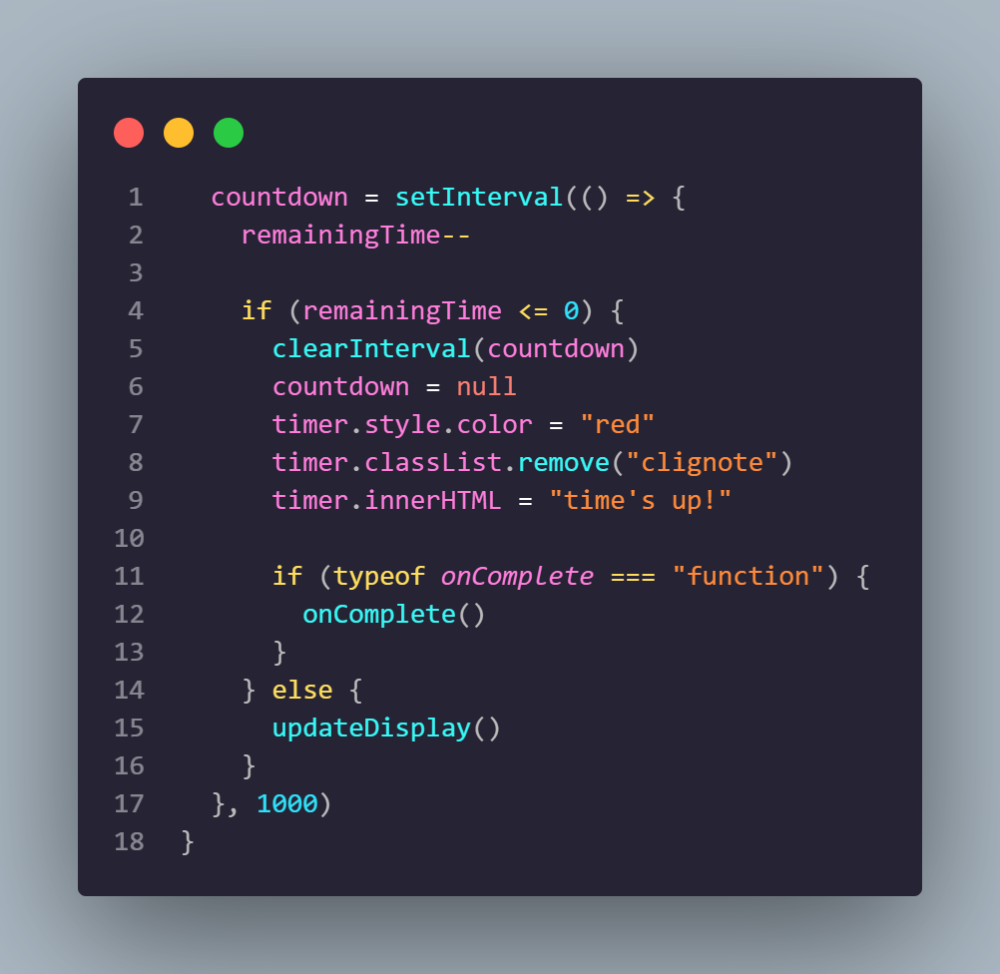 1 countdown = setInterval(() => {
2 remainingTime--
3
4 if (remainingTime <= 0) {
5 clearInterval(countdown)
6 countdown = null
7 timer.style.color = "red"
8 timer.classList.remove("clignote")
9 timer.innerHTML = "time's up!"
10
11 if (typeof onComplete === "function") {
12 onComplete()
13 }
14 } else {
15 updateDisplay()
16 }
17 }, 1000)
18 }